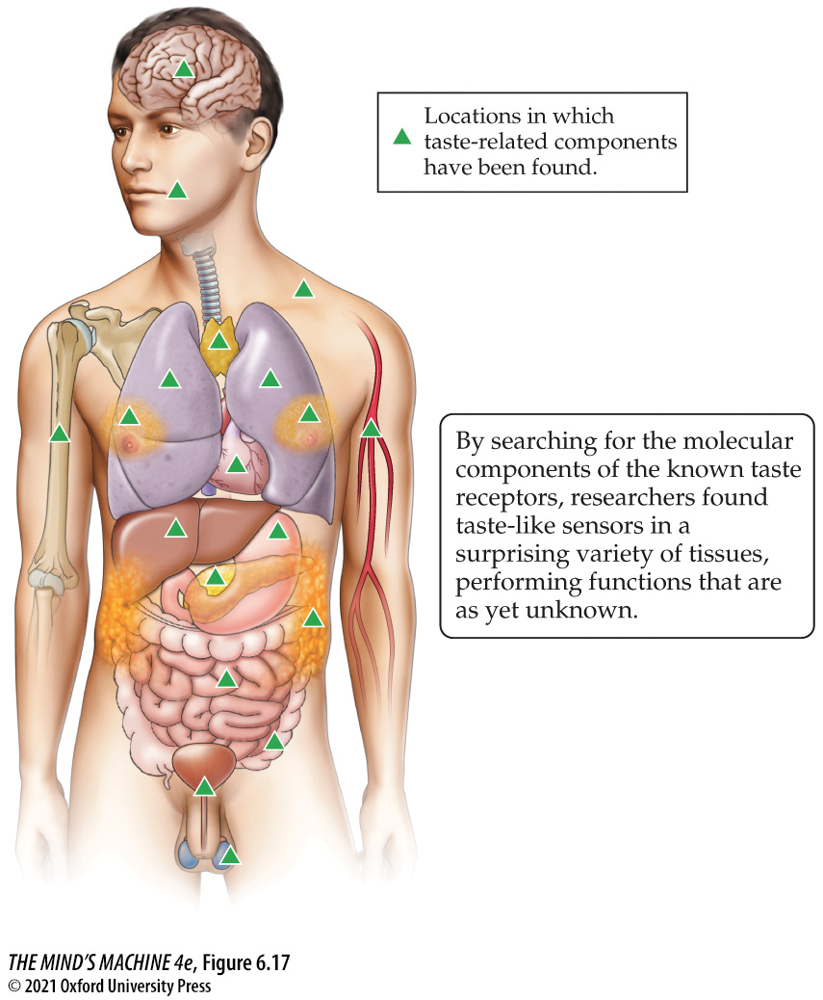 Locations in which
taste-related components
have been found.
By searching for the molecular
components of the known taste
receptors, researchers found
taste-like sensors in a
surprising variety of tissues,
performing functions that are
as yet unknown.
THE MIND'S MACHINE 4e, Figure 6.17
© 2021 Oxford University Press